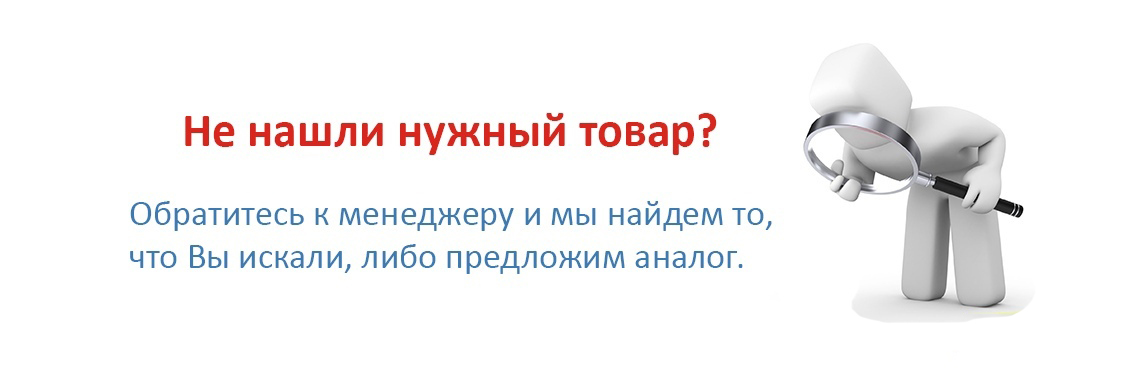 Не нашли нужный товар?
Обратитесь к менеджеру и мы найдем то,
что Вы искали, либо предложим аналог.